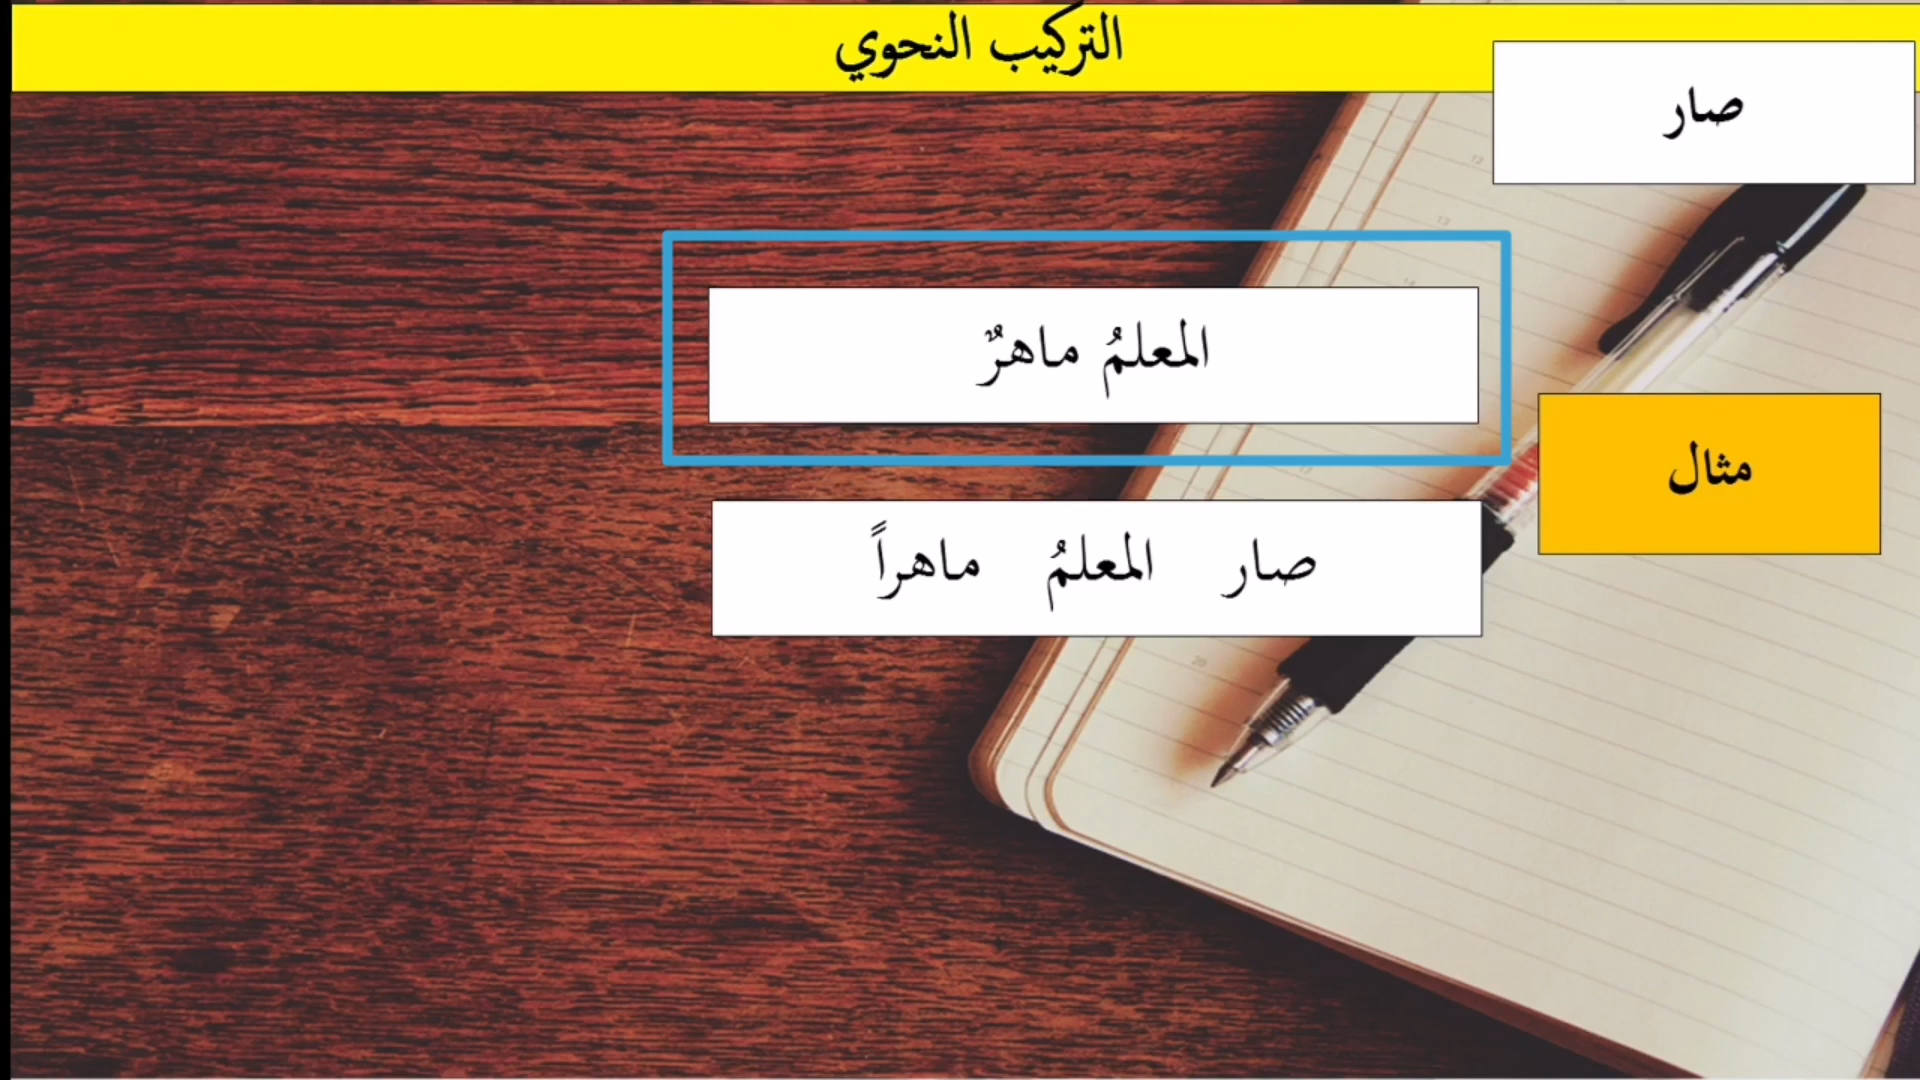 التركيب النحوي
صار
المعلمُ ماهرٌ
مثال
صار المعلمُ ماهراً